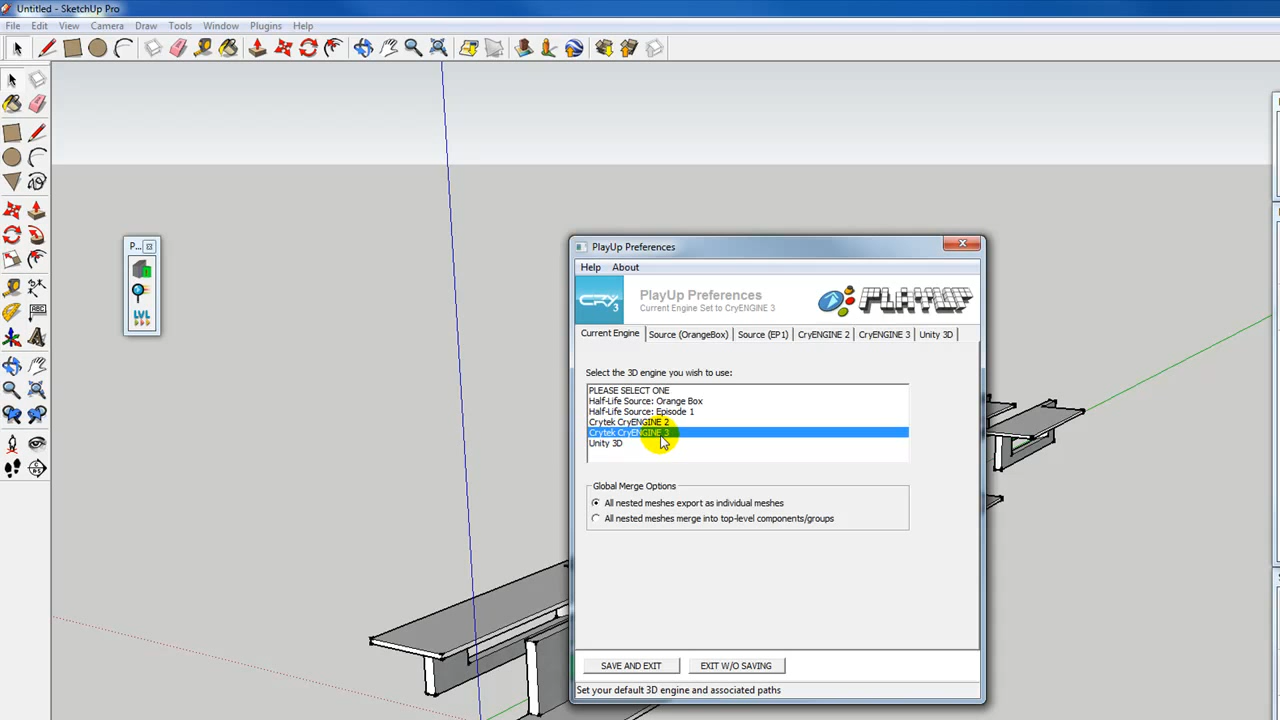 Untitled - SketchUp Pro
File Edit View Camera Draw Tools Window Plugins Help
P...
LVL
ABC
PlayUp Preferences
Help About
CRY 3
PlayUp Preferences
Current Engine Set to CryENGINE 3
PLAYUP
Current Engine Source (OrangeBox) Source (EP1) CryENGINE 2 CryENGINE 3 Unity 3D
Select the 3D engine you wish to use:
PLEASE SELECT ONE
Half-Life Source: Orange Box
Half-Life Source: Episode 1
Crytek CryENGINE 2
Crytek CryENGINE 3
Unity 3D
Global Merge Options
All nested meshes export as individual meshes
All nested meshes merge into top-level components/groups
SAVE AND EXIT EXIT W/O SAVING
Set your default 3D engine and associated paths